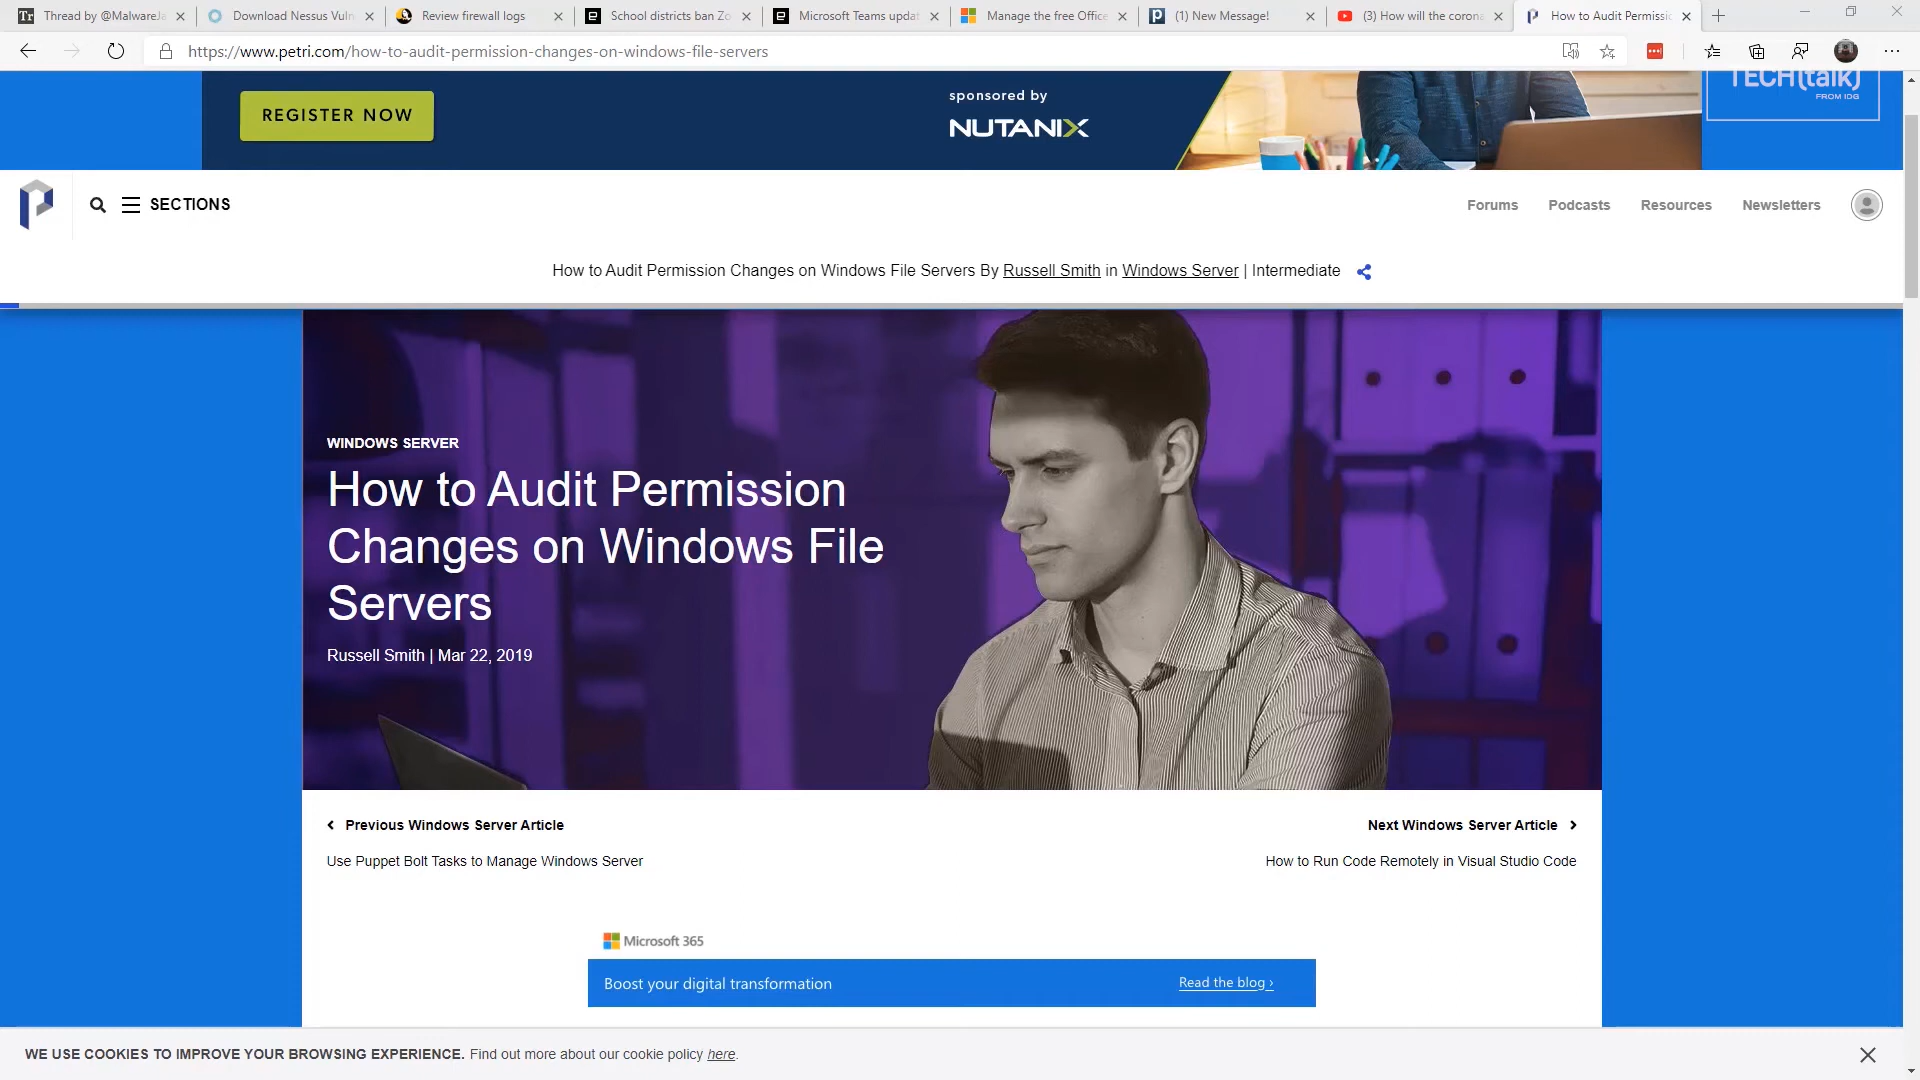 Thread by @MalwareJa
Download Nessus Vuln
Review firewall logs
School districts ban Zo
Microsoft Teams updat
Manage the free Office
(1) New Message!
(3) How will the corona
How to Audit Permissio
https://www.petri.com/how-to-audit-permission-changes-on-windows-file-servers
REGISTER NOW
sponsored by
NUTANIX
TECH(talk)
FROM IDG
SECTIONS
Forums
Podcasts
Resources
Newsletters
How to Audit Permission Changes on Windows File Servers By Russell Smith in Windows Server | Intermediate
WINDOWS SERVER
How to Audit Permission
Changes on Windows File
Servers
Russell Smith | Mar 22, 2019
Previous Windows Server Article
Next Windows Server Article
Use Puppet Bolt Tasks to Manage Windows Server
How to Run Code Remotely in Visual Studio Code
Microsoft 365
Boost your digital transformation
Read the blog ›
WE USE COOKIES TO IMPROVE YOUR BROWSING EXPERIENCE. Find out more about our cookie policy here.